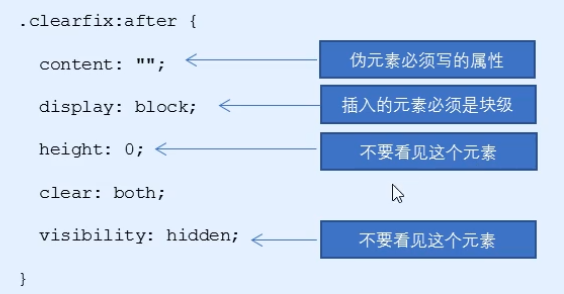 .clearfix:after {
content: ""; 伪元素必须写的属性
display: block; 插入的元素必须是块级
height: 0; 不要看见这个元素
clear: both;
visibility: hidden; 不要看见这个元素
}